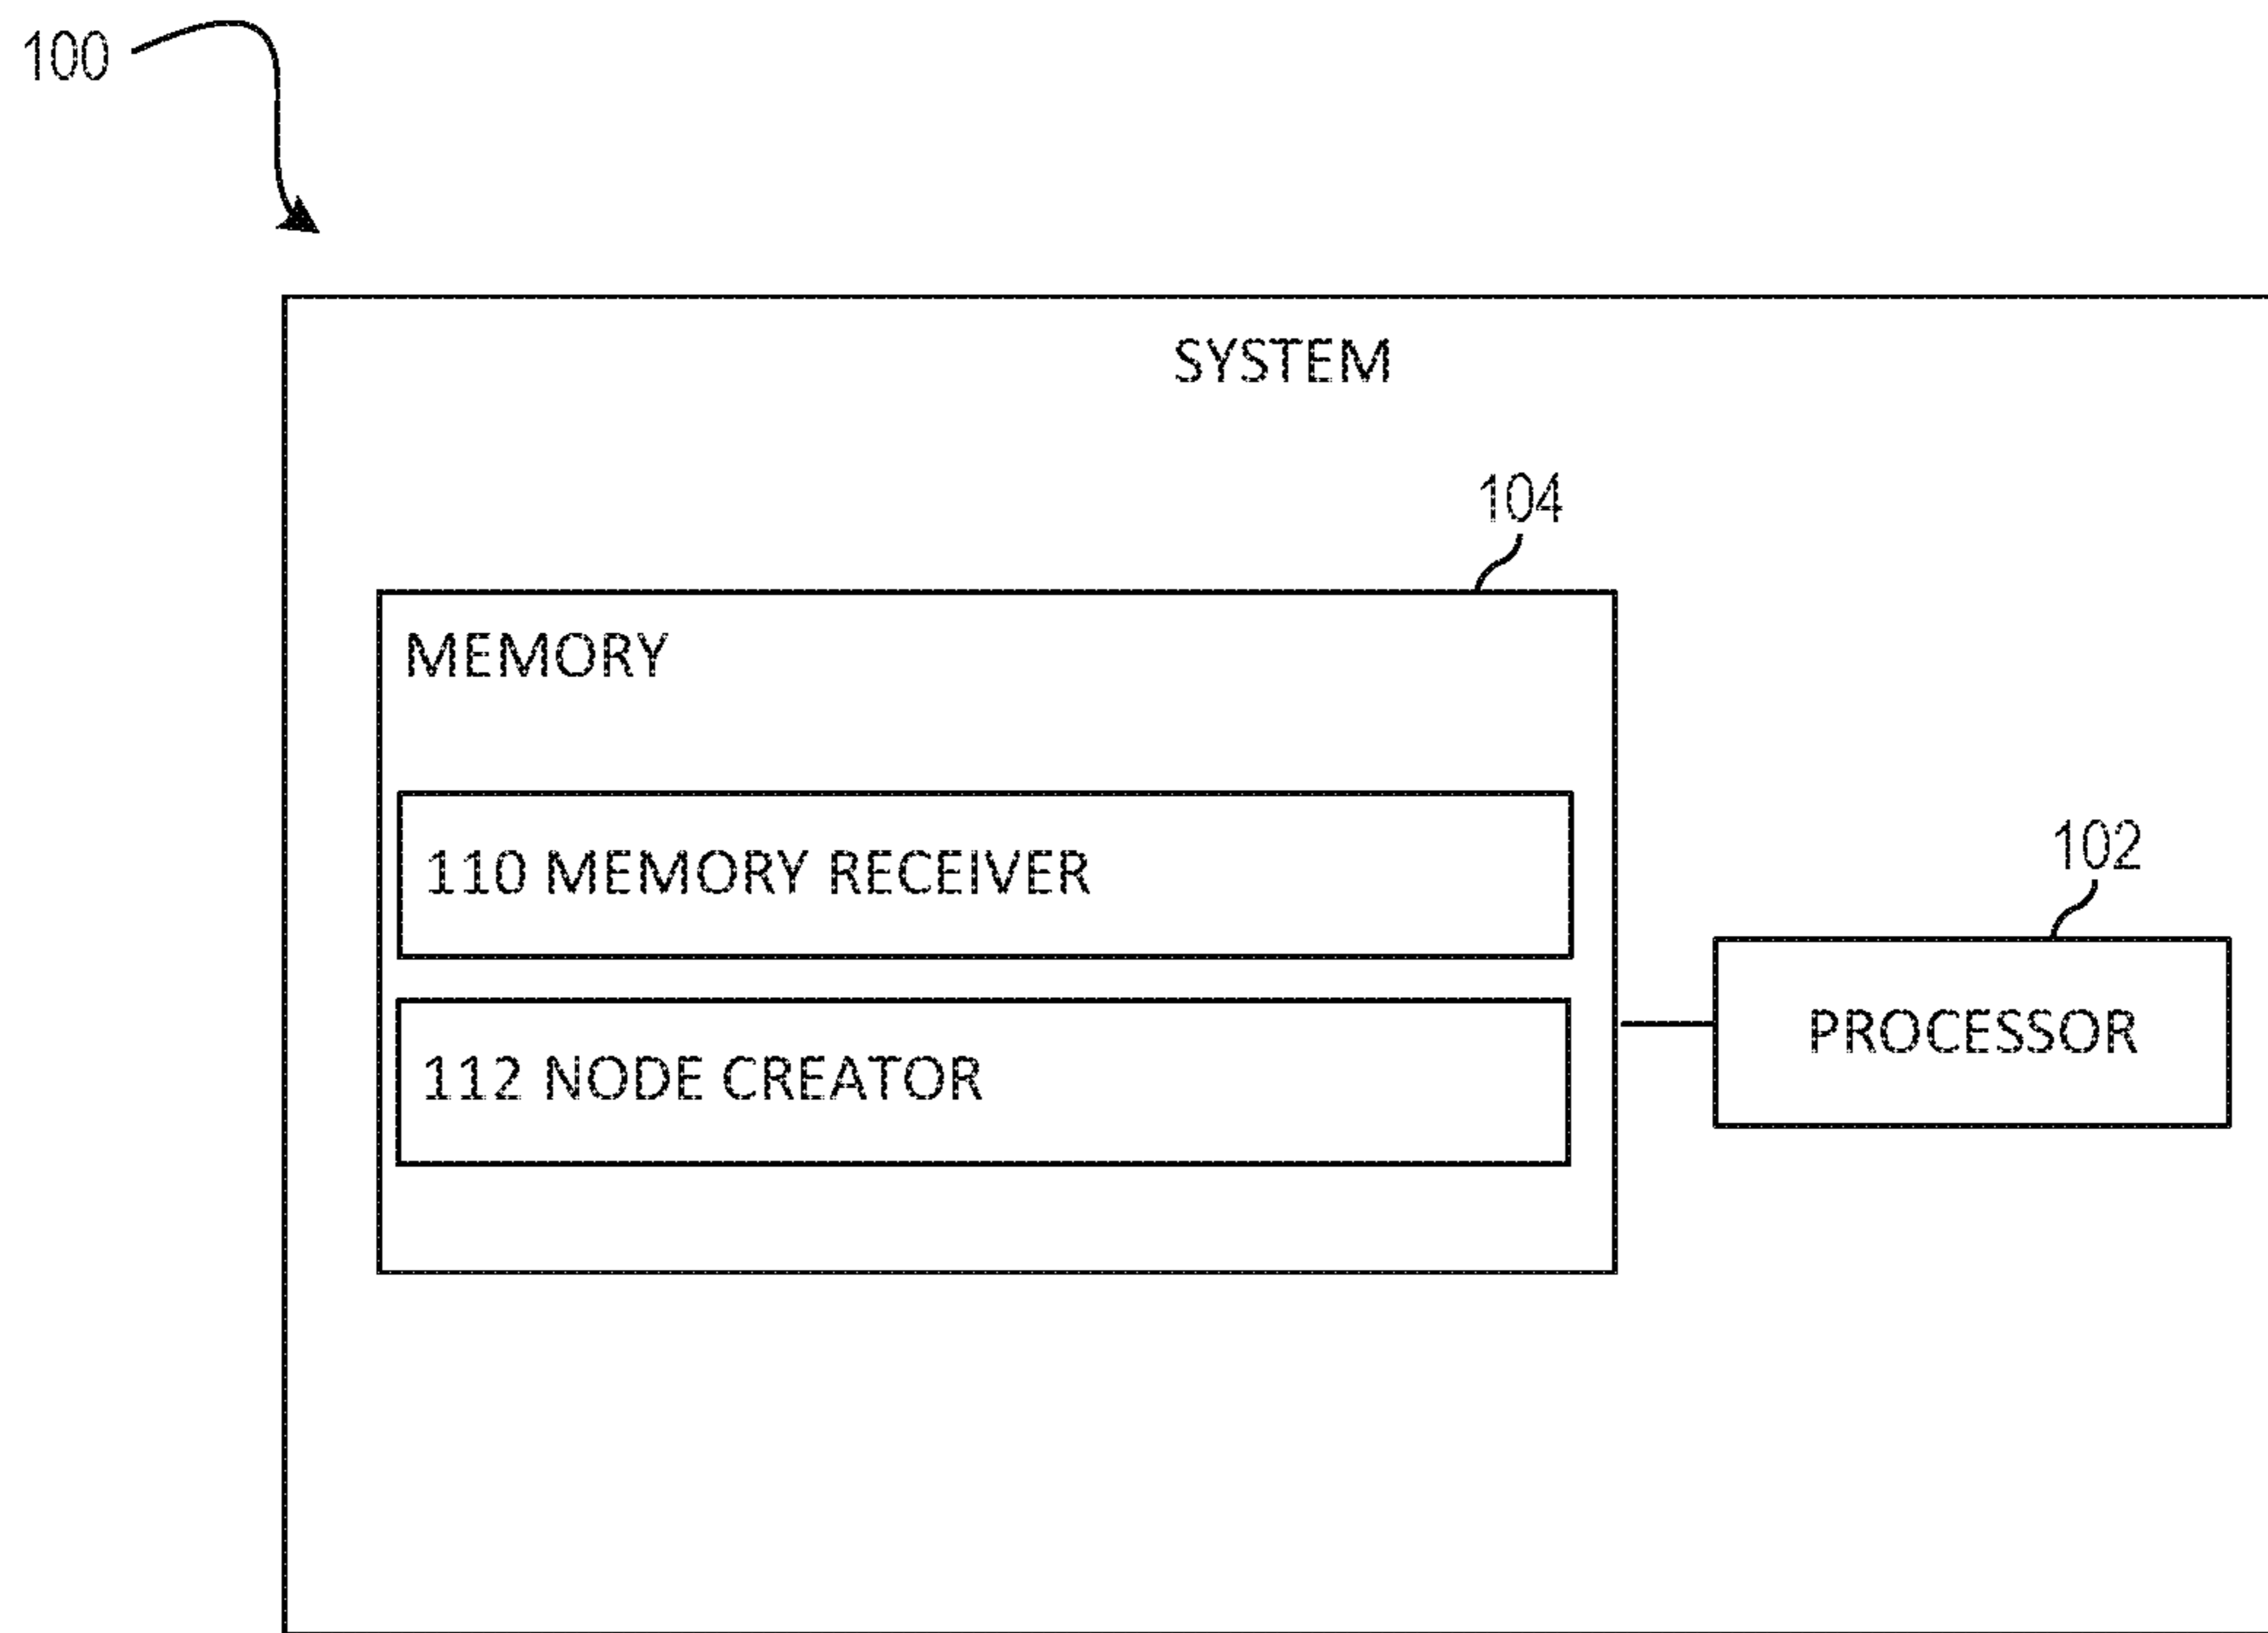 100
SYSTEM
104
MEMORY
110 MEMORY RECEIVER
102
112 NODE CREATOR
PROCESSOR